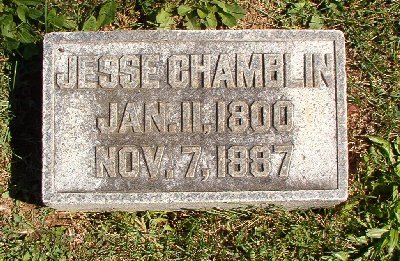 JESSE CHAMBLIN
JAN. 11, 1800
NOV. 7, 1887